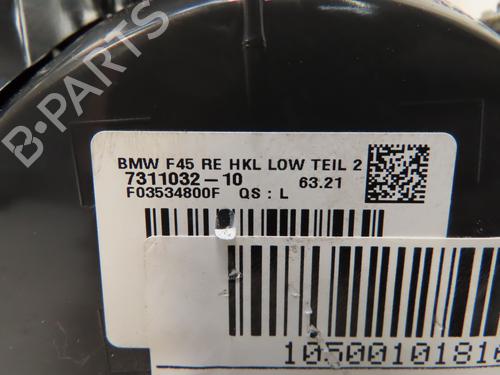 B-PARTS
BMW F45 RE HKL LOW TEIL 2
7311032-10 63.21
F03534800F QS : L
10500101816